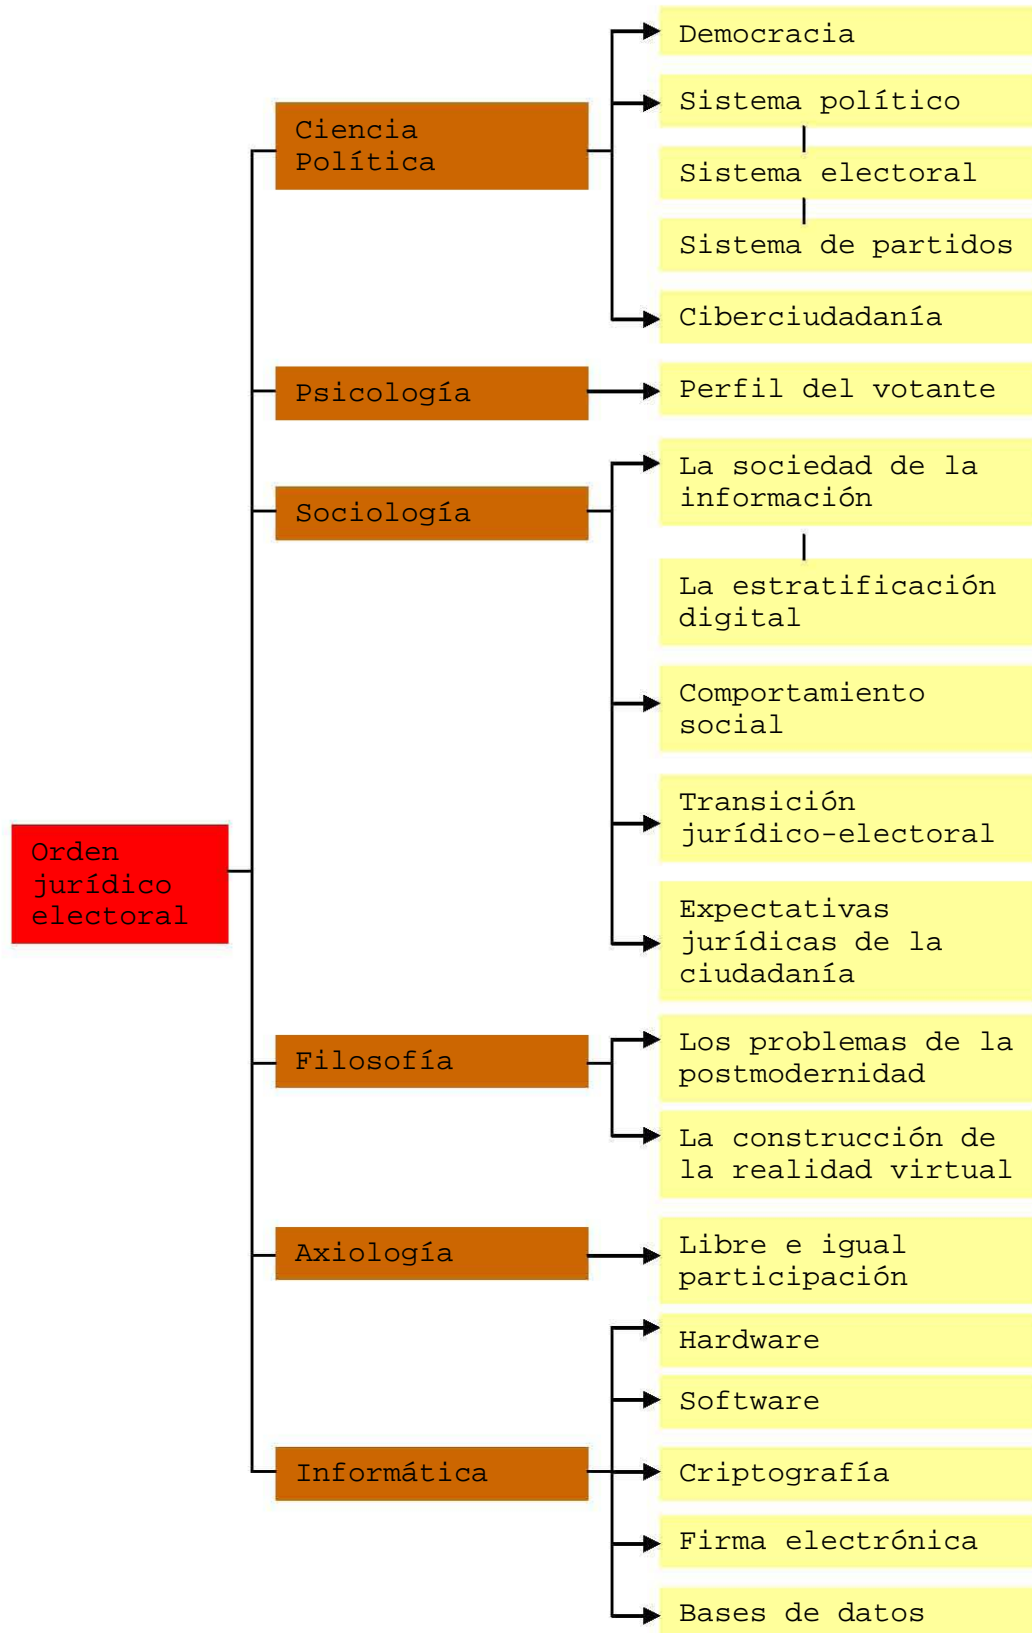 Democracia
Sistema político
Ciencia
Política
Sistema electoral
Sistema de partidos
Ciberciudadanía
Psicología
Perfil del votante
Sociología
La sociedad de la
información
La estratificación
digital
Comportamiento
social
Transición
jurídico-electoral
Orden
jurídico
electoral
Expectativas
jurídicas de la
ciudadanía
Filosofía
Los problemas de la
postmodernidad
La construcción de
la realidad virtual
Axiología
Libre e igual
participación
Informática
Hardware
Software
Criptografía
Firma electrónica
Bases de datos